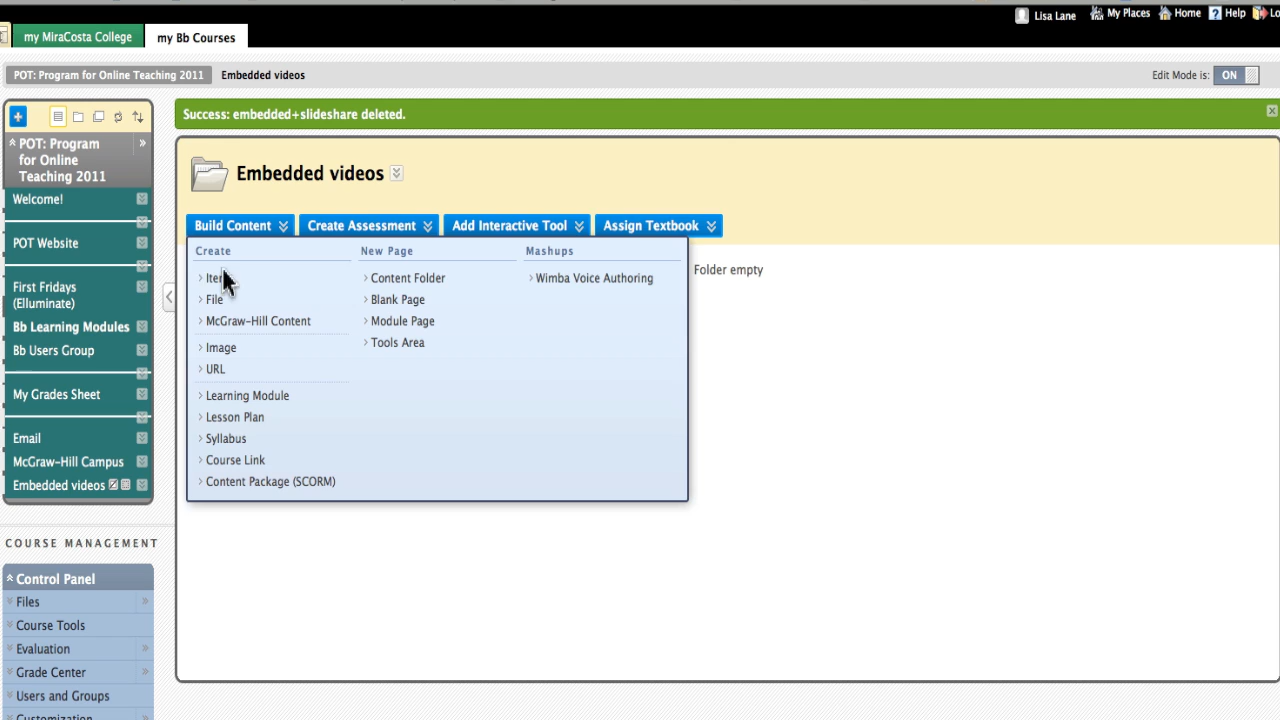 Lisa Lane My Places Home Help Lo
my MiraCosta College my Bb Courses
POT: Program for Online Teaching 2011 Embedded videos Edit Mode is: ON
Success: embedded+slideshare deleted.
POT: Program
for Online
Teaching 2011
Welcome!
POT Website
First Fridays
(Elluminate)
Bb Learning Modules
Bb Users Group
My Grades Sheet
Email
McGraw-Hill Campus
Embedded videos
COURSE MANAGEMENT
Control Panel
Files
Course Tools
Evaluation
Grade Center
Users and Groups
Customization
Embedded videos
Build Content Create Assessment Add Interactive Tool Assign Textbook
Create
Item
File
McGraw-Hill Content
Image
URL
Learning Module
Lesson Plan
Syllabus
Course Link
Content Package (SCORM)
New Page
Content Folder
Blank Page
Module Page
Tools Area
Mashups
Wimba Voice Authoring
Folder empty